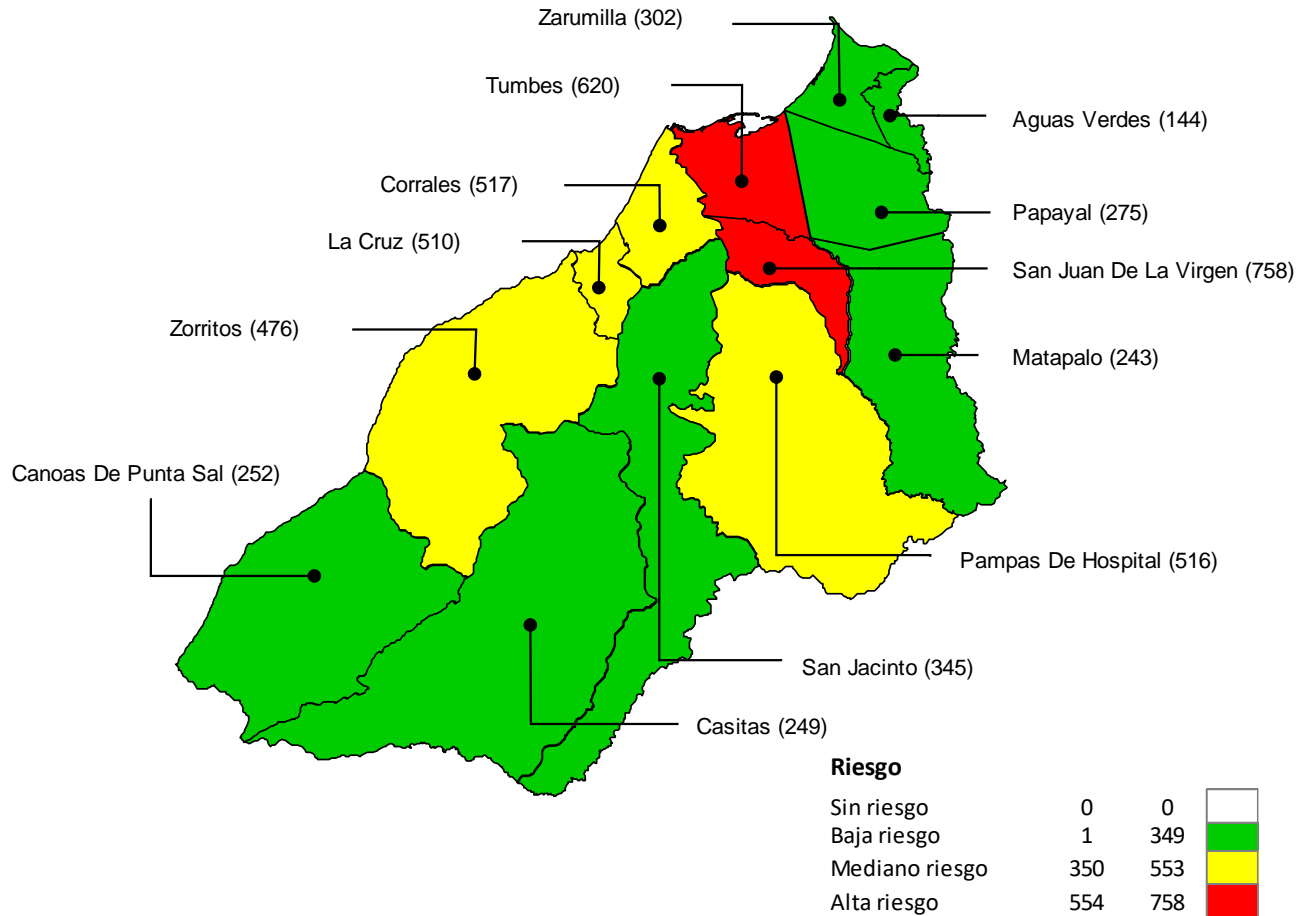 Zarumilla (302)
Tumbes (620)
Aguas Verdes (144)
Corrales (517)
Papayal (275)
La Cruz (510)
San Juan De La Virgen (758)
Zorritos (476)
Matapalo (243)
Canoas De Punta Sal (252)
Pampas De Hospital (516)
San Jacinto (345)
Casitas (249)
Riesgo
Sin riesgo 0 0
Baja riesgo 1 349
Mediano riesgo 350 553
Alta riesgo 554 758